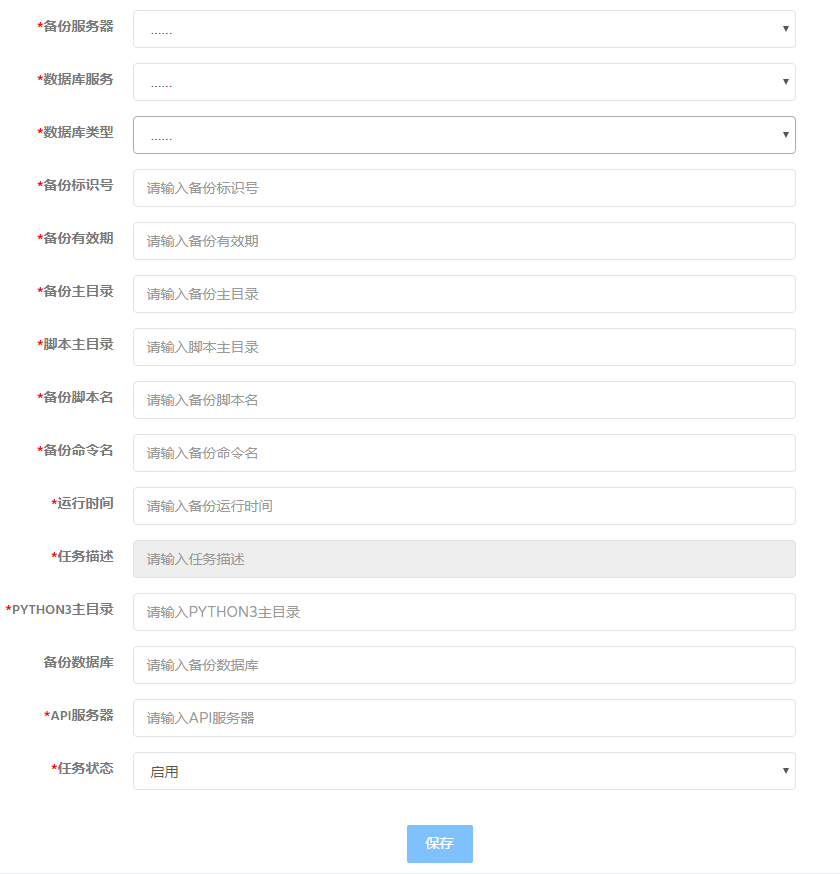 *备份服务器 ......
*数据库服务 ......
*数据库类型 ......
*备份标识号 请输入备份标识号
*备份有效期 请输入备份有效期
*备份主目录 请输入备份主目录
*脚本主目录 请输入脚本主目录
*备份脚本名 请输入备份脚本名
*备份命令名 请输入备份命令名
*运行时间 请输入备份运行时间
*任务描述 请输入任务描述
*PYTHON3主目录 请输入PYTHON3主目录
备份数据库 请输入备份数据库
*API服务器 请输入API服务器
*任务状态 启用
保存